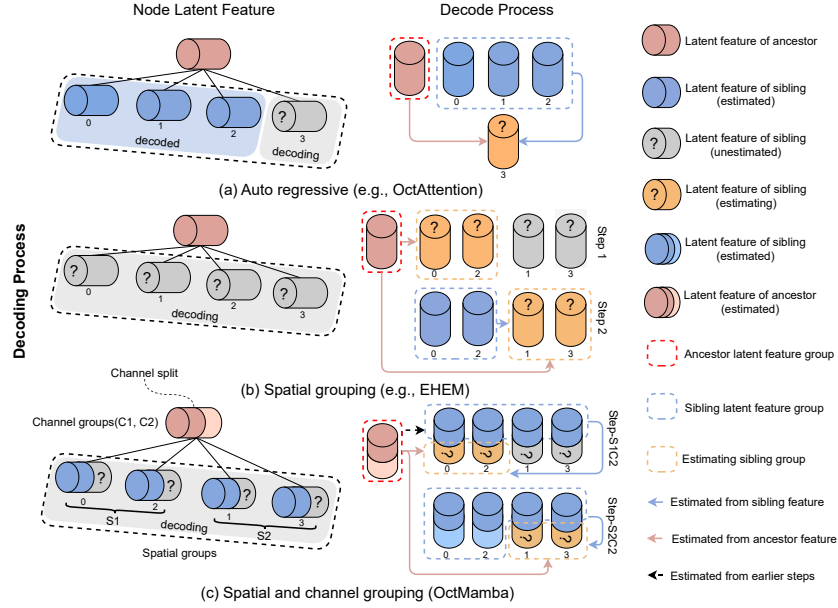 Node Latent Feature
Decode Process
0
1
2
?
3
decoded
decoding
0
1
2
?
3
(a) Auto regressive (e.g., OctAttention)
Decoding Process
?
0
?
1
?
2
?
3
decoding
?
?
?
?
0
2
1
3
Step 1
?
?
0
2
1
3
Step 2
(b) Spatial grouping (e.g., EHEM)
Channel split
Channel groups(C1, C2)
?
0
?
2
?
1
?
3
S1
decoding
S2
Spatial groups
?
?
?
?
0
2
1
3
Step-S1C2
?
?
0
2
1
3
Step-S2C2
(c) Spatial and channel grouping (OctMamba)
Latent feature of ancestor
Latent feature of sibling
(estimated)
?
Latent feature of sibling
(unestimated)
?
Latent feature of sibling
(estimating)
Latent feature of sibling
(estimated)
Latent feature of ancestor
(estimated)
Ancestor latent feature group
Sibling latent feature group
Estimating sibling group
Estimated from sibling feature
Estimated from ancestor feature
Estimated from earlier steps